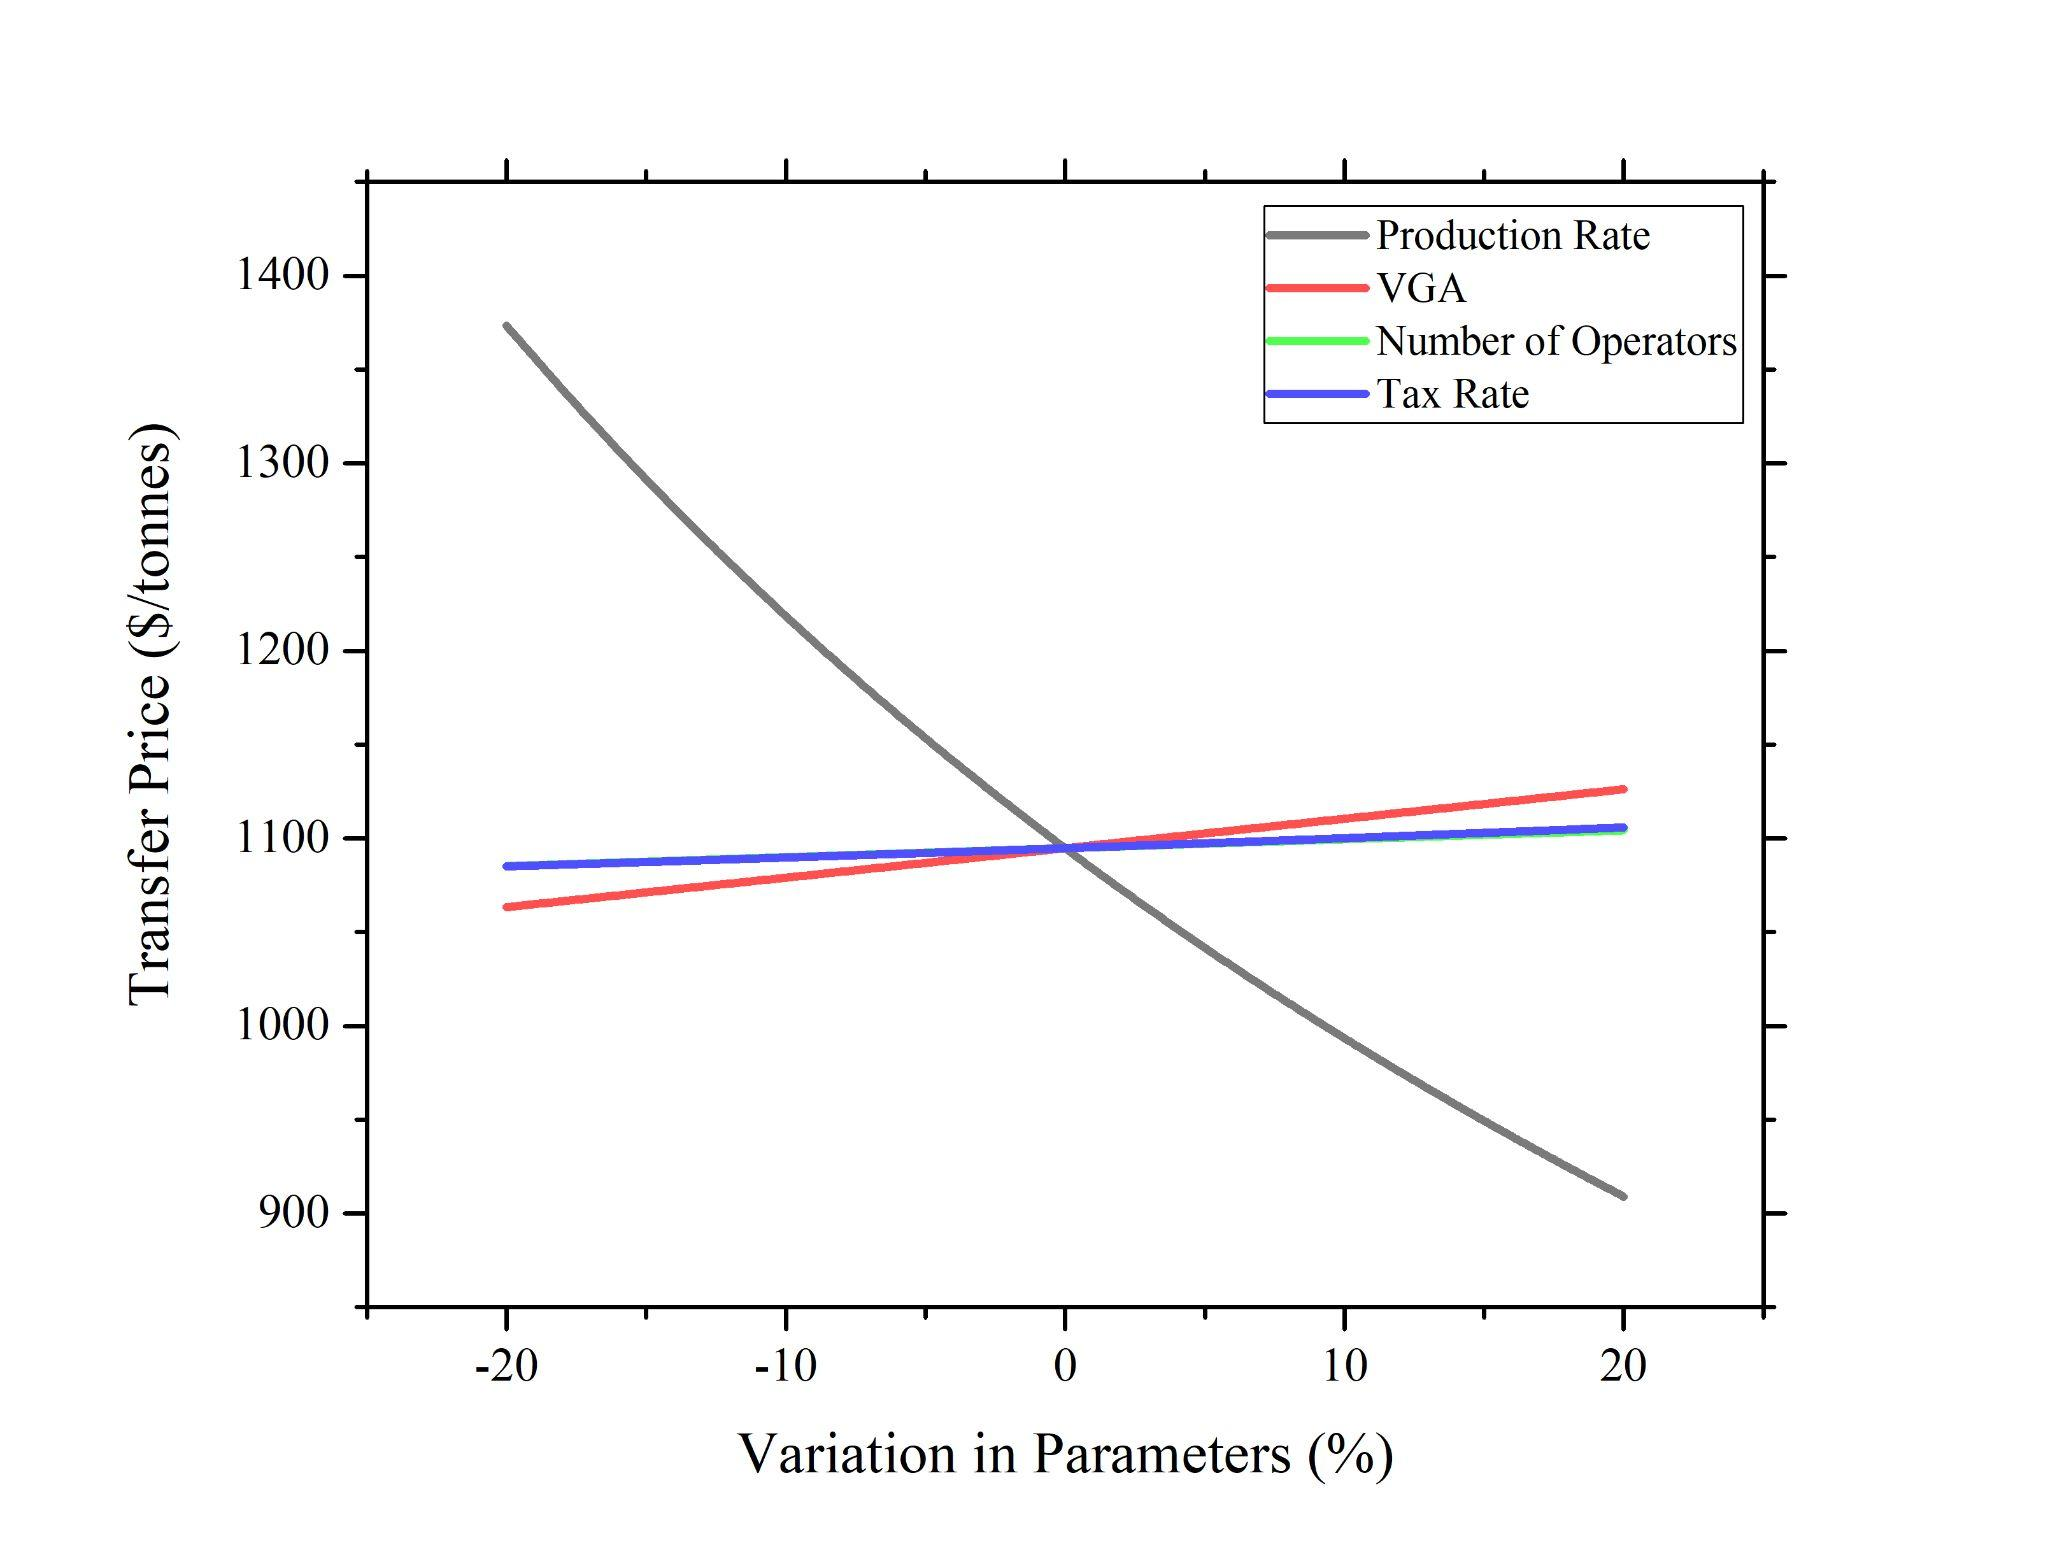 Production Rate
VGA
Number of Operators
Tax Rate
1400
1300
1200
1100
1000
900
Transfer Price ($/tonnes)
-20
-10
0
10
20
Variation in Parameters (%)